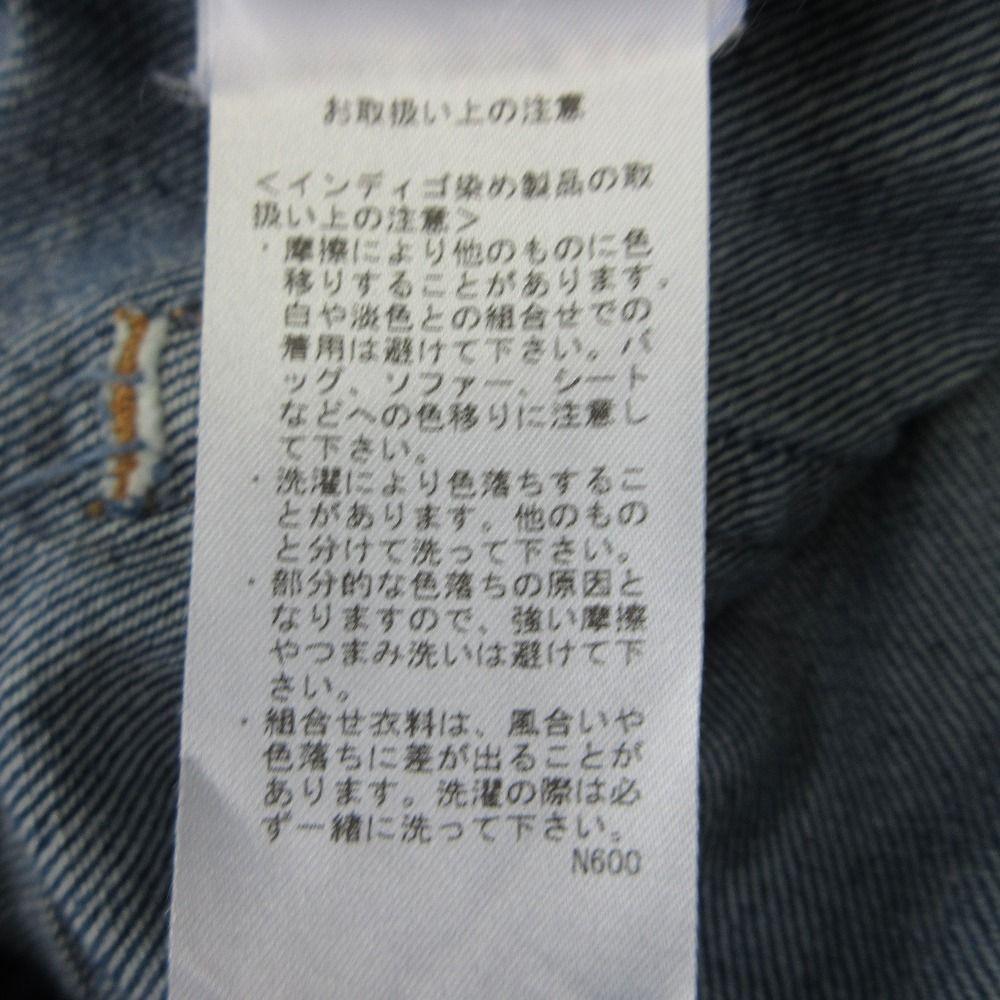 お取扱い上の注意
<インディゴ染め製品の取
扱い上の注意>
・摩擦により他のものに色
移りすることがあります。
白や淡色との組合せでの
着用は避けて下さい。バ
ッグ、ソファー、シート
などへの色移りに注意し
て下さい。
・洗濯により色落ちするこ
とがあります。他のもの
と分けて洗って下さい。
・部分的な色落ちの原因と
なりますので、強い摩擦
やつまみ洗いは避けて下
さい。
・組合せ衣料は、風合いや
色落ちに差が出ることが
あります。洗濯の際は必
ず一緒に洗って下さい。
N600